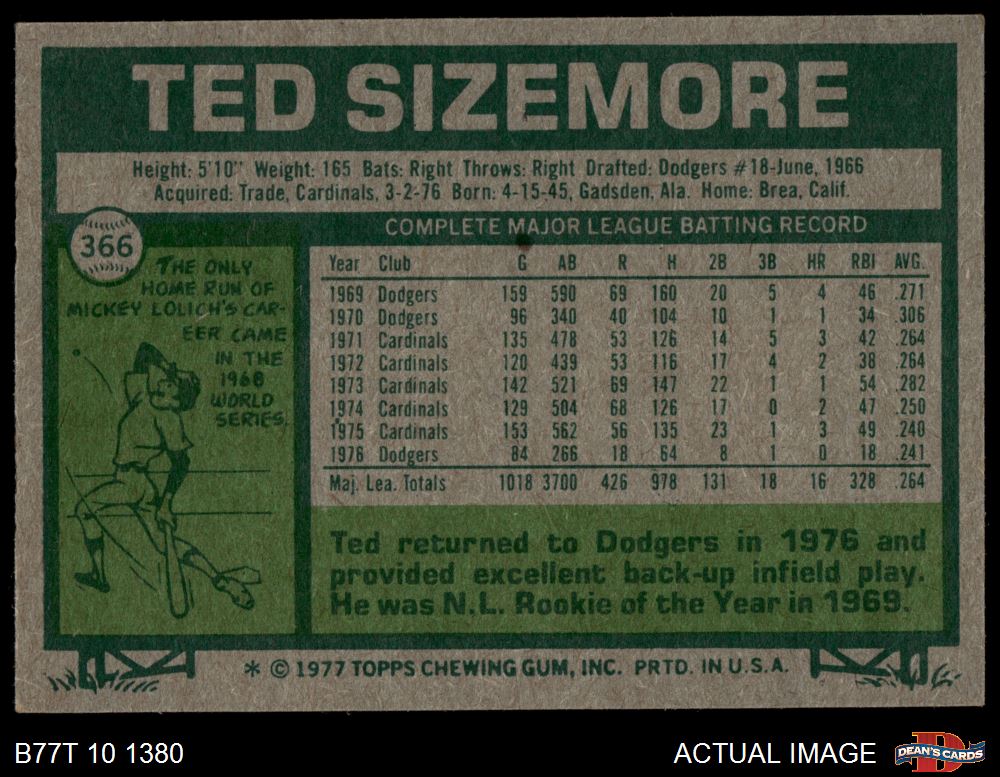 TED SIZEMORE
Height: 5'10" Weight: 165 Bats: Right Throws: Right Drafted: Dodgers #18-June, 1966
Acquired: Trade, Cardinals, 3-2-76 Born: 4-15-45, Gadsden, Ala. Home: Brea, Calif.
366
THE ONLY
HOME RUN OF
MICKEY LOLICH'S CAR-
EER CAME
IN THE
1968
WORLD
SERIES.
COMPLETE MAJOR LEAGUE BATTING RECORD
Year Club G AB R H 2B 3B HR RBI AVG.
1969 Dodgers 159 590 69 160 20 5 4 46 .271
1970 Dodgers 96 340 40 104 10 1 1 34 .306
1971 Cardinals 135 478 53 126 14 5 3 42 .264
1972 Cardinals 120 439 53 116 17 4 2 38 .264
1973 Cardinals 142 521 69 147 22 1 1 54 .282
1974 Cardinals 129 504 68 126 17 0 2 47 .250
1975 Cardinals 153 562 56 135 23 1 3 49 .240
1976 Dodgers 84 266 18 64 8 1 0 18 .241
Maj. Lea. Totals 1018 3700 426 978 131 18 16 328 .264
Ted returned to Dodgers in 1976 and
provided excellent back-up infield play.
He was N.L. Rookie of the Year in 1969.
* © 1977 TOPPS CHEWING GUM, INC. PRTD. IN U.S.A.
B77T 10 1380
ACTUAL IMAGE
D
DEAN'S CARDS